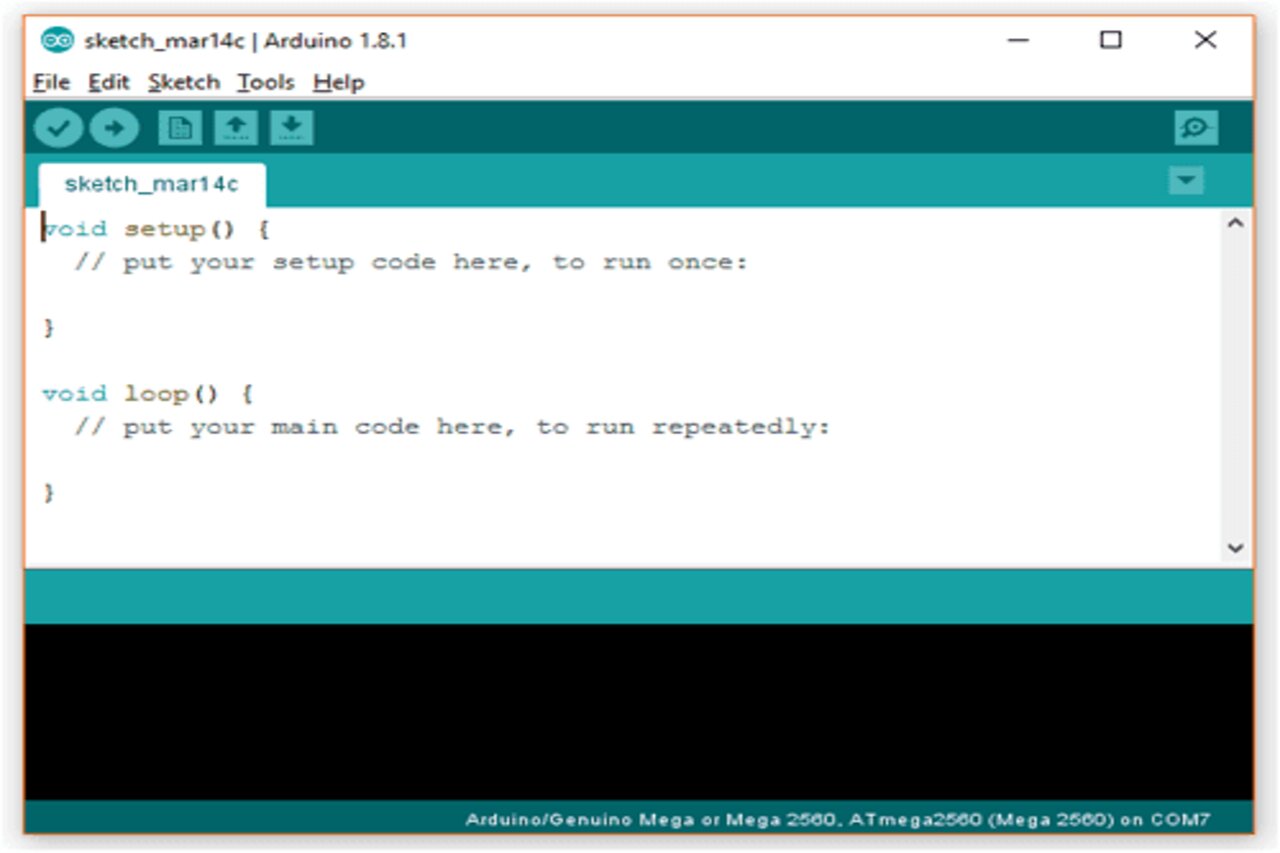 sketch_mar14c | Arduino 1.8.1
File Edit Sketch Tools Help
sketch_mar14c
void setup() {
  // put your setup code here, to run once:
}
void loop() {
  // put your main code here, to run repeatedly:
}
Arduino/Genuino Mega or Mega 2560, ATmega2560 (Mega 2560) on COM7